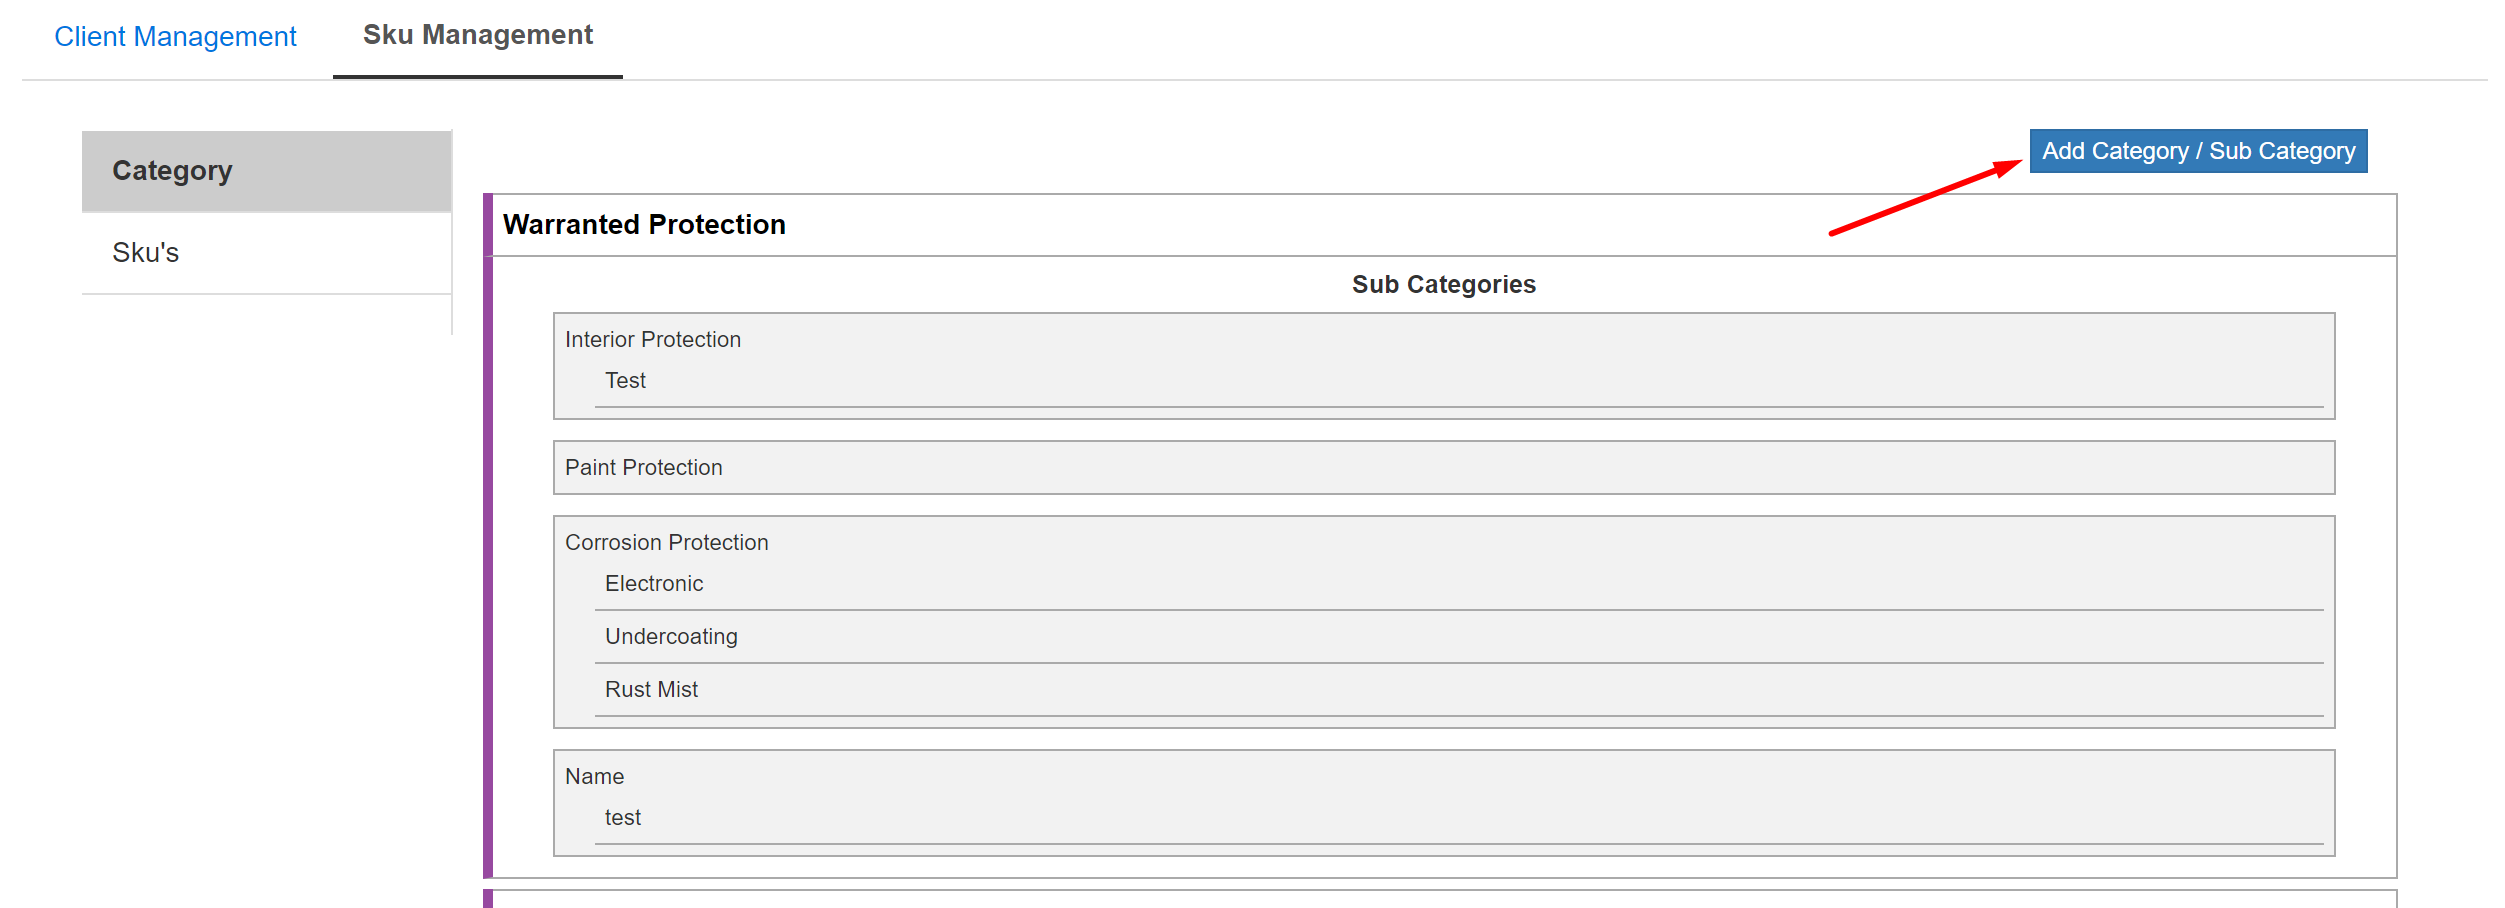 Client Management
Sku Management
Category
Sku's
Add Category / Sub Category
Warranted Protection
Sub Categories
Interior Protection
Test
Paint Protection
Corrosion Protection
Electronic
Undercoating
Rust Mist
Name
test